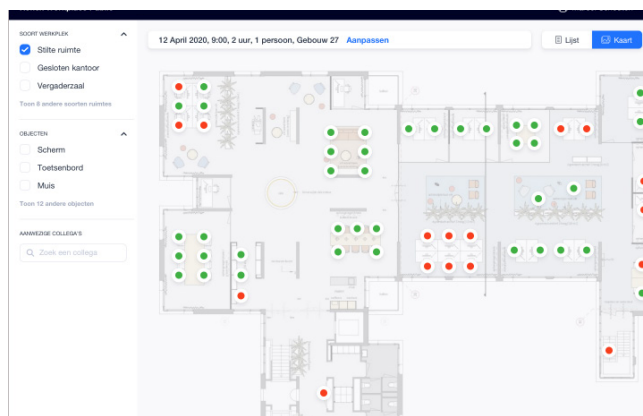 12 April 2020, 9:00, 2 uur, 1 persoon, Gebouw 27 Aanpassen
Lijst
Kaart
SOORT WERKPLEK
Stilte ruimte
Gesloten kantoor
Vergaderzaal
Toon 8 andere soorten ruimtes
OBJECTEN
Scherm
Toetsenbord
Muis
Toon 12 andere objecten
AANWEZIGE COLLEGA'S
Zoek een collega